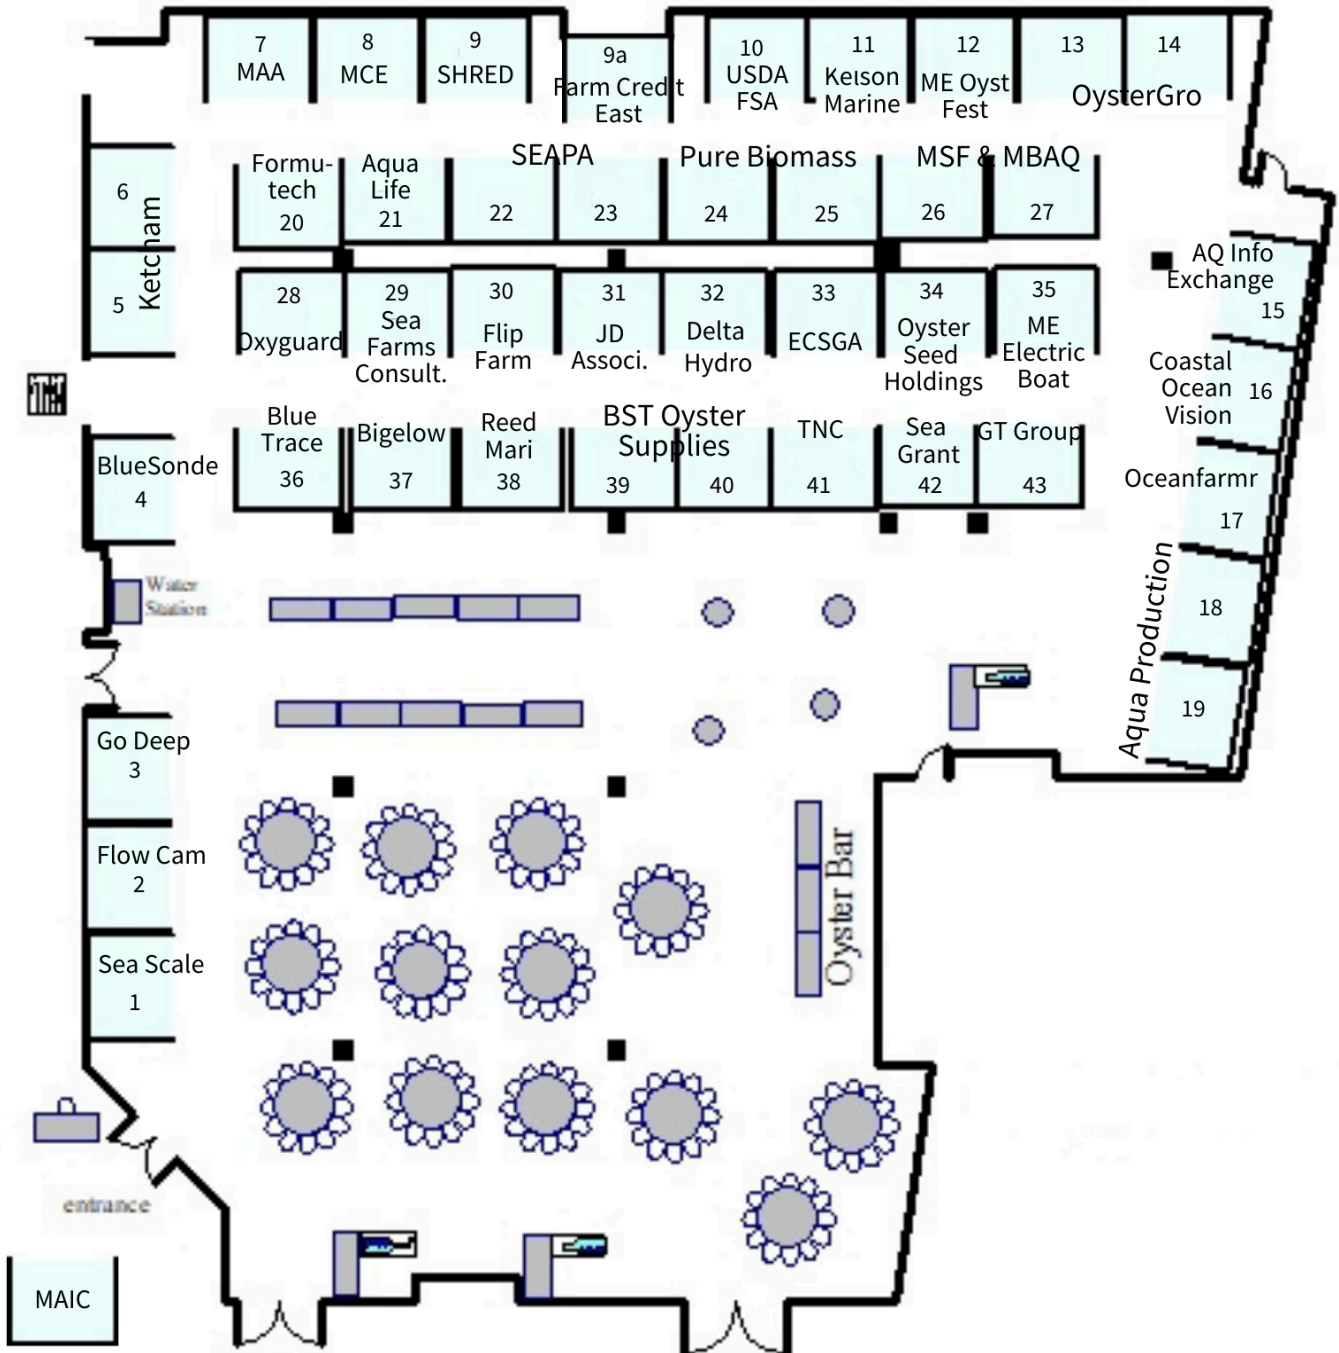 7
MAA
8
MCE
9
SHRED
9a
Farm Credit
East
10
USDA
FSA
11
Kelson
Marine
12
ME Oyst
Fest
13
14
OysterGro
6
5
Ketcham
Formu-
tech
20
Aqua
Life
21
SEAPA
22
23
Pure Biomass
24
25
MSF & MBAQ
26
27
AQ Info
Exchange
15
28
Oxyguard
29
Sea
Farms
Consult.
30
Flip
Farm
31
JD
Associ.
32
Delta
Hydro
33
ECSGA
34
Oyster
Seed
Holdings
35
ME
Electric
Boat
Coastal
Ocean
Vision
16
BlueSonde
4
Blue
Trace
36
Bigelow
37
Reed
Mari
38
BST Oyster
Supplies
39
40
TNC
41
Sea
Grant
42
GT Group
43
Oceanfarmr
17
Water
Station
Aqua Production
18
19
Go Deep
3
Flow Cam
2
Sea Scale
1
Oyster Bar
entrance
MAIC